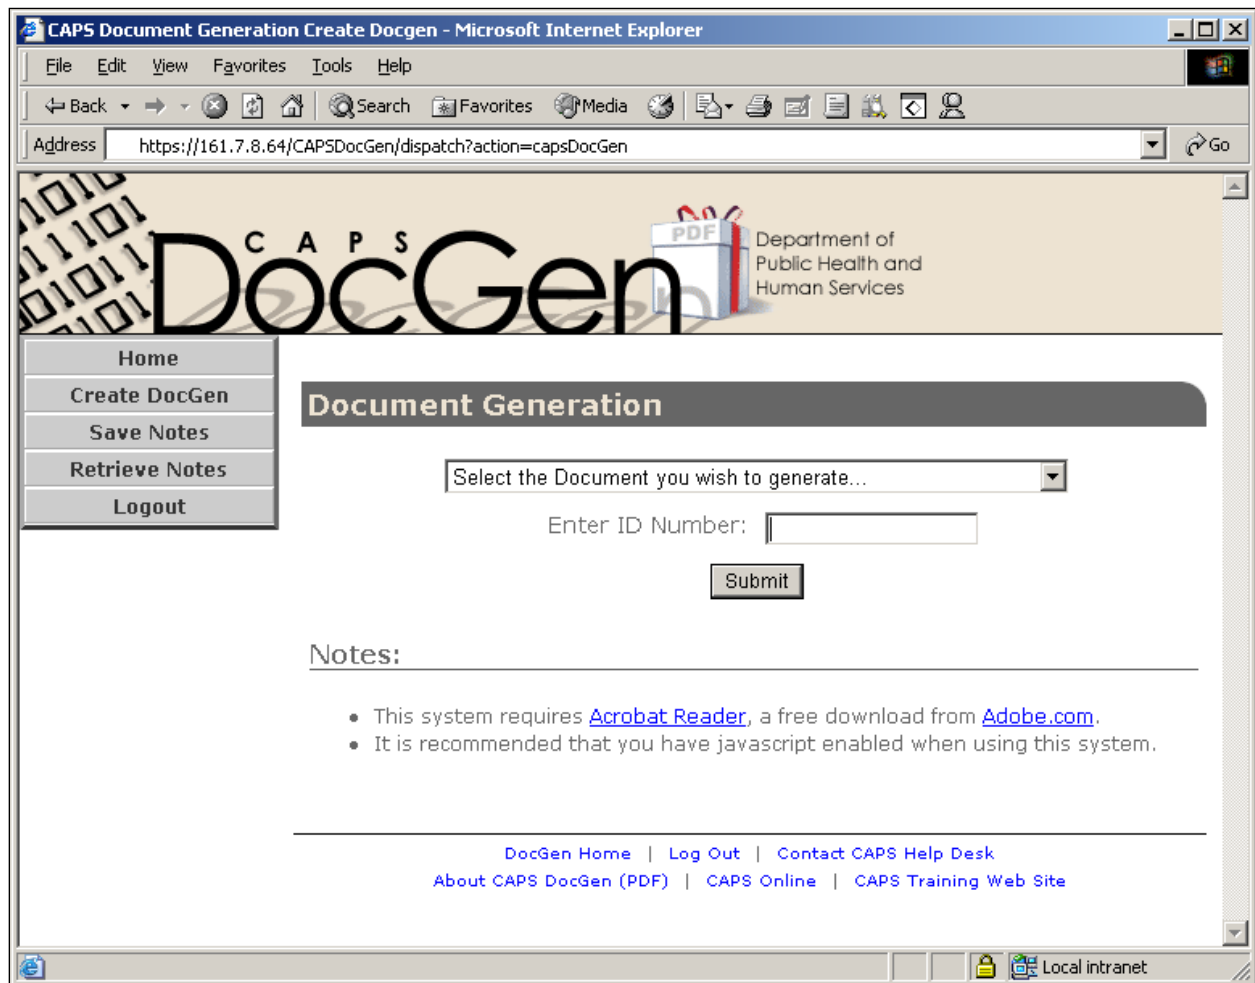 CAPS Document Generation Create Docgen - Microsoft Internet Explorer
File Edit View Favorites Tools Help
Back Search Favorites Media
Address https://161.7.8.64/CAPSDocGen/dispatch?action=capsDocGen Go
CAPS
DocGen
PDF
Department of
Public Health and
Human Services
Home
Create DocGen
Save Notes
Retrieve Notes
Logout
Document Generation
Select the Document you wish to generate...
Enter ID Number:
Submit
Notes:
• This system requires Acrobat Reader, a free download from Adobe.com.
• It is recommended that you have javascript enabled when using this system.
DocGen Home | Log Out | Contact CAPS Help Desk
About CAPS DocGen (PDF) | CAPS Online | CAPS Training Web Site
Local intranet